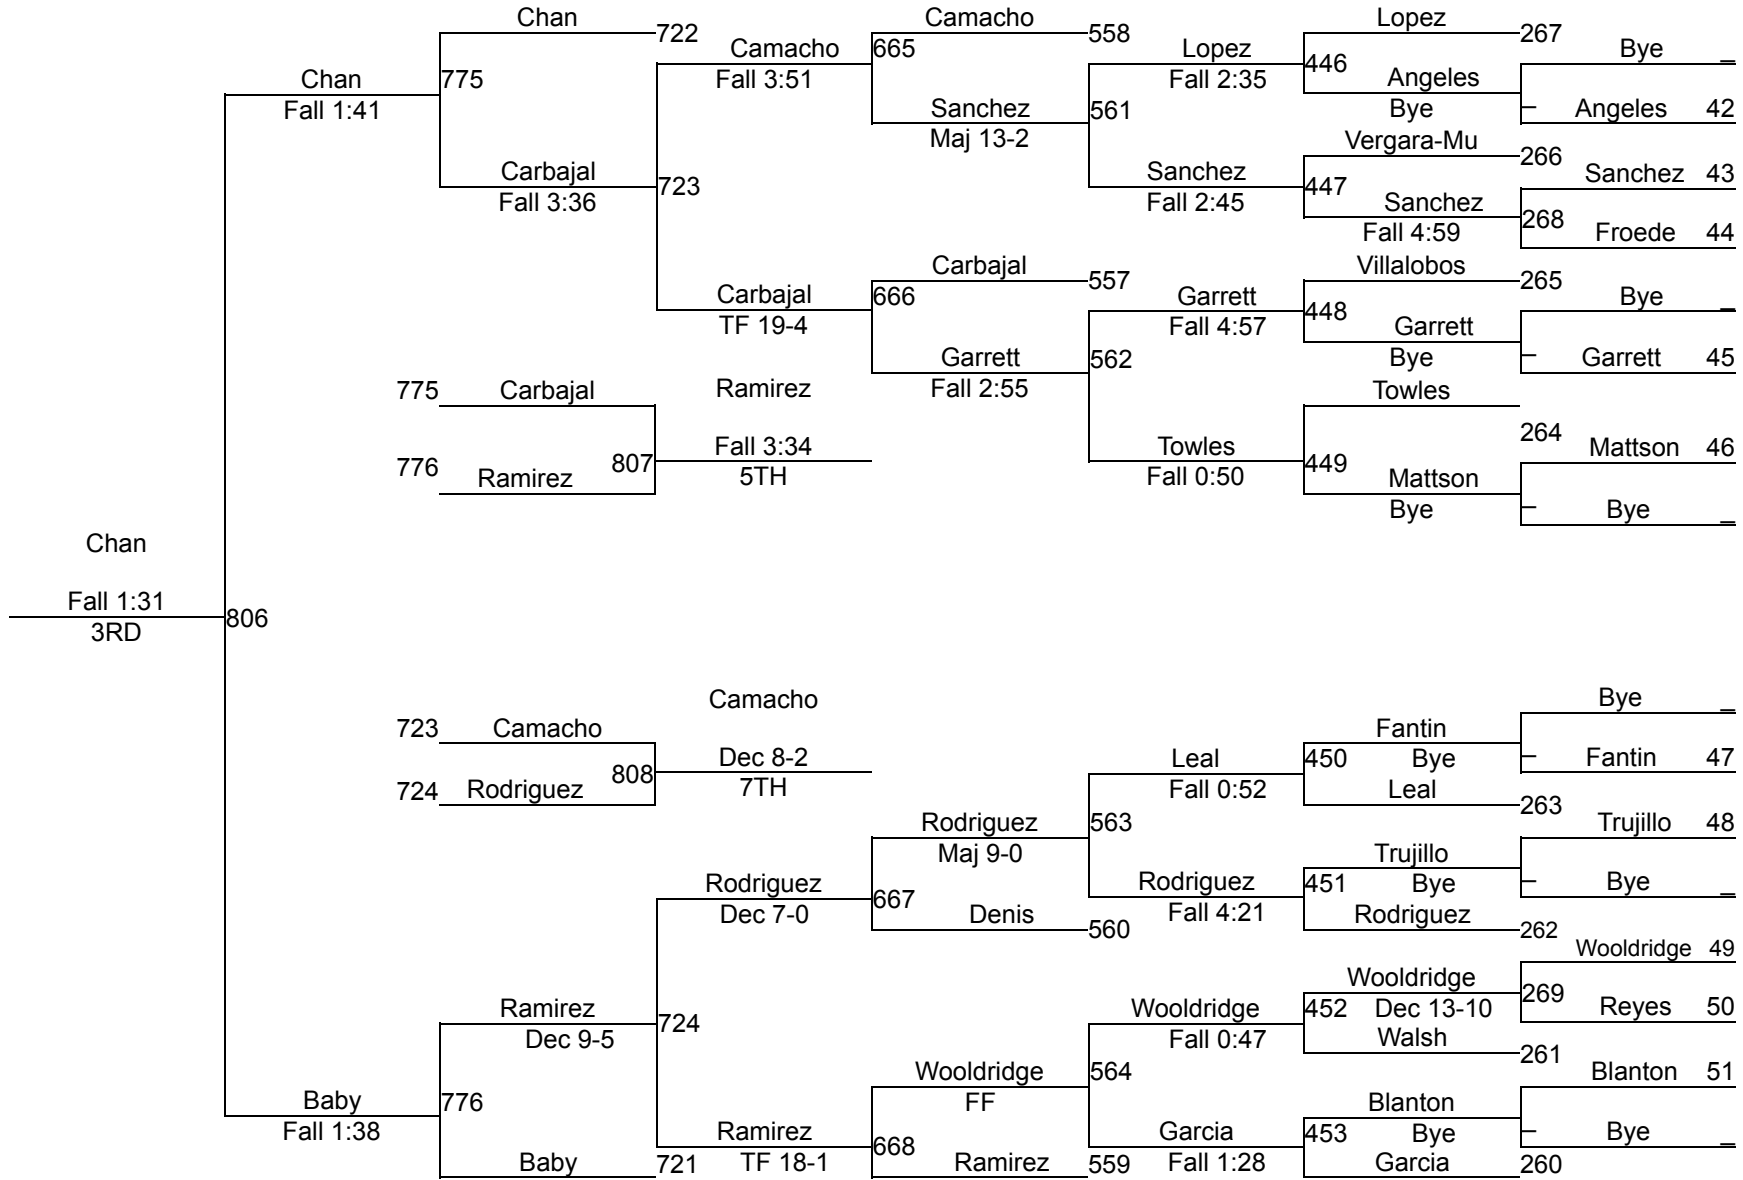 Chan
722
Camacho
558
Lopez
267
Bye _
Camacho
665
Lopez
446
Chan
775
Fall 3:51
Fall 2:35
Angeles
Fall 1:41
Sanchez
561
Bye
– Angeles 42
Maj 13-2
Vergara-Mu
266
Carbajal
723
Sanchez
447
Sanchez 43
Fall 3:36
Fall 2:45
Sanchez
268
Fall 4:59
Froede 44
Carbajal
557
Villalobos
265
Carbajal
666
Garrett
448
Bye _
TF 19-4
Fall 4:57
Garrett
Garrett
562
Bye
– Garrett 45
775 Carbajal
Ramirez
Fall 2:55
Towles
264
Fall 3:34
Towles
Mattson 46
776 Ramirez
807
5TH
Fall 0:50
449
Mattson
Bye
– Bye _
Chan
Fall 1:31
806
3RD
Camacho
Bye _
723 Camacho
Fantin
Dec 8-2
Leal
450 Bye
– Fantin 47
724 Rodriguez
808
7TH
Fall 0:52
Leal
263
Rodriguez
563
Trujillo 48
Maj 9-0
Trujillo
Rodriguez
667
Rodriguez
451 Bye
– Bye _
Dec 7-0
Denis
560
Fall 4:21
Rodriguez
262
Wooldridge 49
Wooldridge
269
Ramirez
724
Wooldridge
452 Dec 13-10
Reyes 50
Dec 9-5
Fall 0:47
Walsh
261
Wooldridge
564
Blanton 51
Baby
776
FF
Blanton
Fall 1:38
Ramirez
668
Garcia
453 Bye
– Bye _
Baby
721
TF 18-1
Ramirez
559
Fall 1:28
Garcia
260